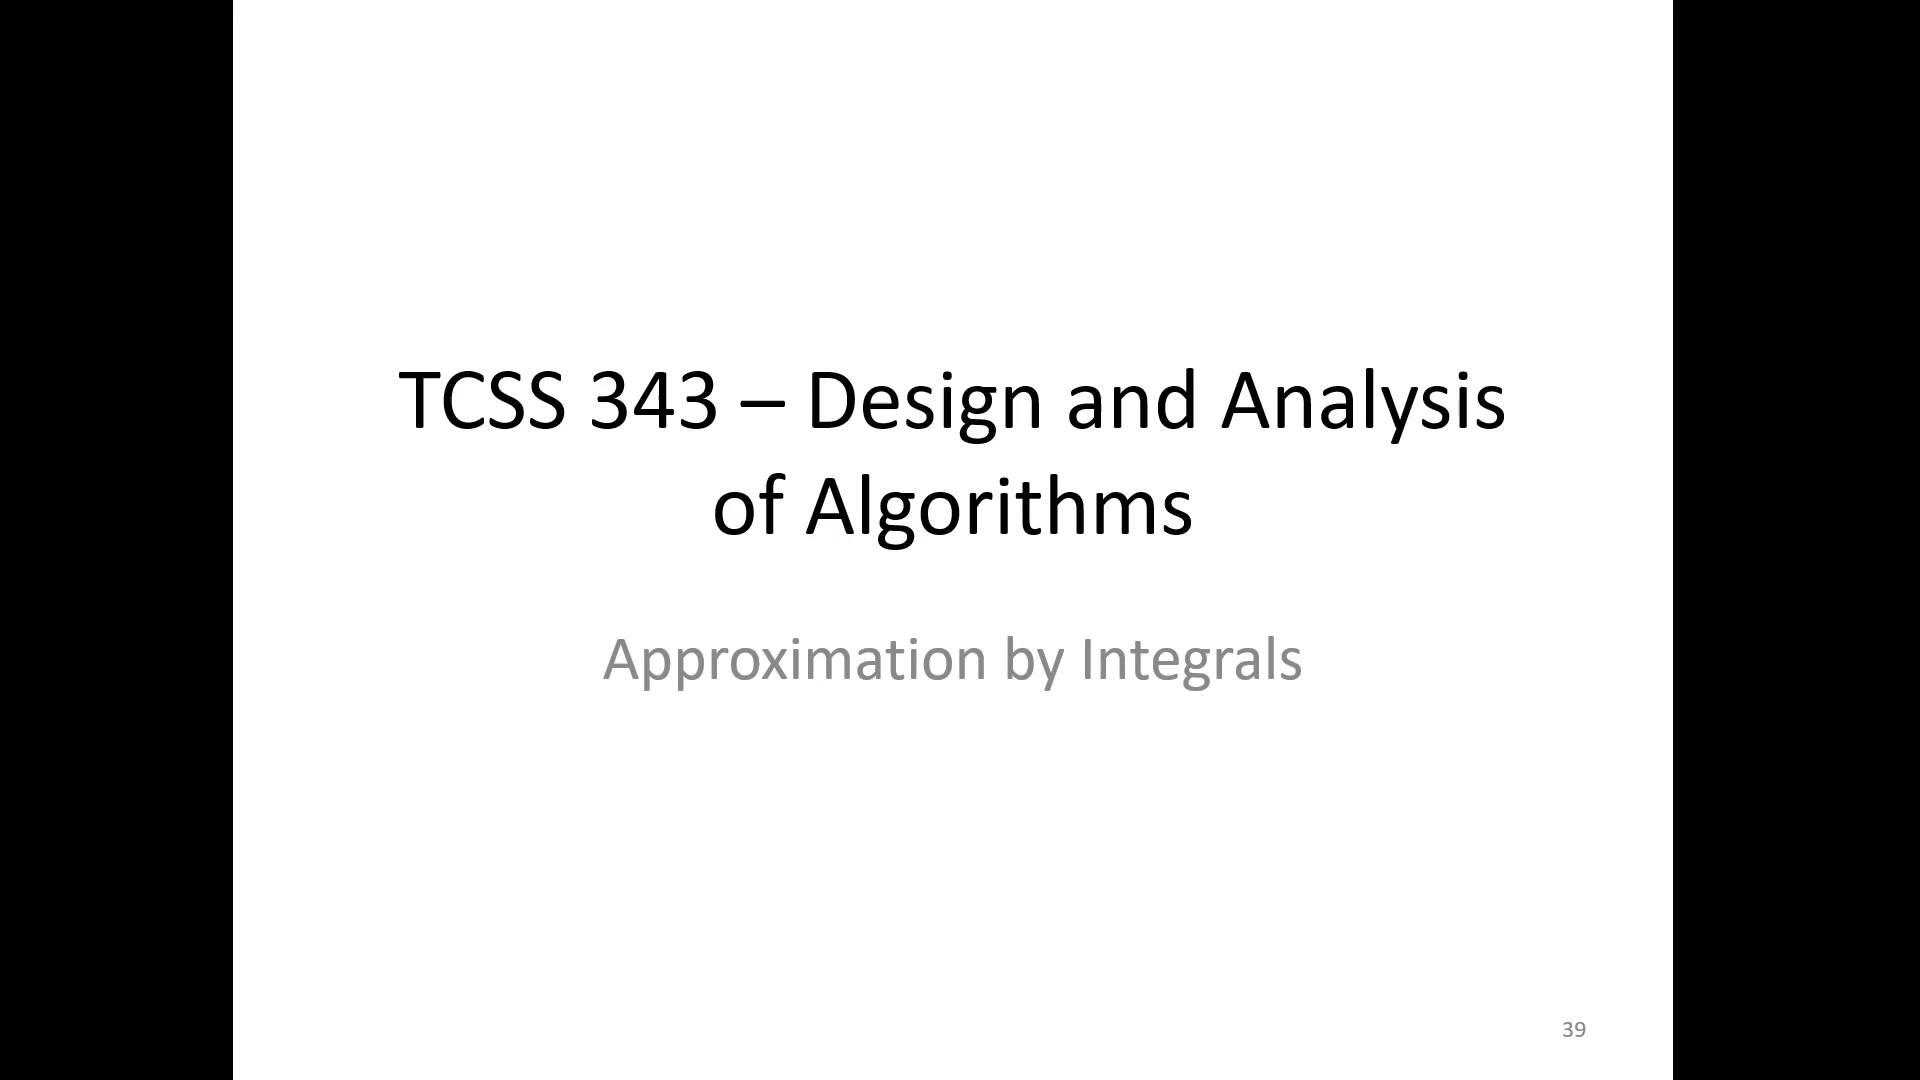 TCSS 343 – Design and Analysis
of Algorithms
Approximation by Integrals
39